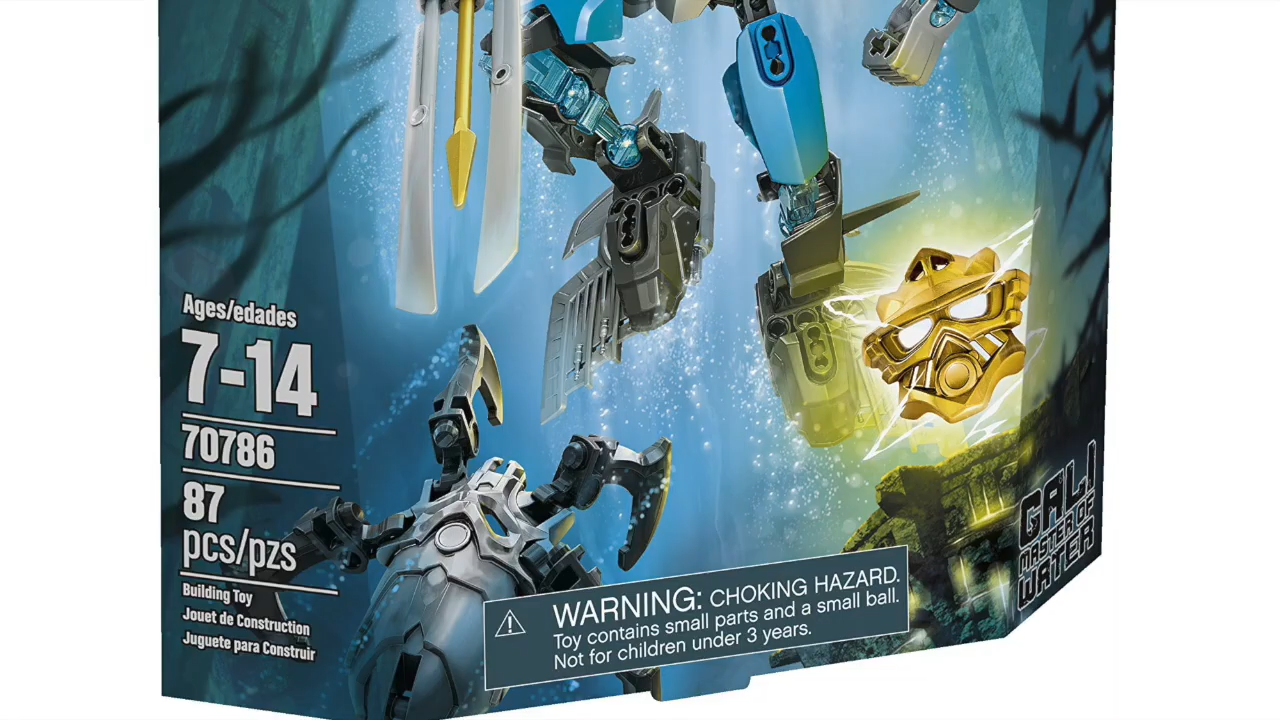 Ages/edades
7-14
70786
87
pcs/pzs
Building Toy
Jouet de Construction
Juguete para Construir
WARNING: CHOKING HAZARD.
Toy contains small parts and a small ball.
Not for children under 3 years.
GALI
MASTER OF
WATER